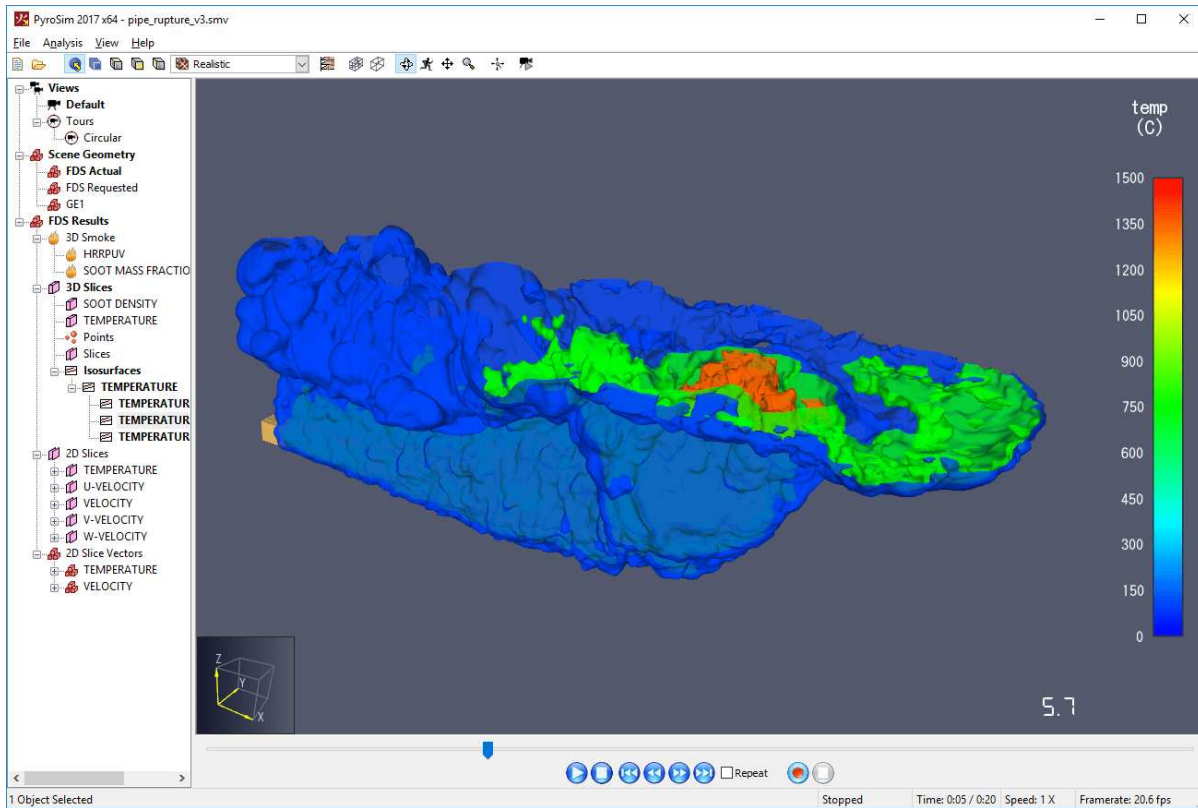 PyroSim 2017 x64 - pipe_rupture_v3.smv
File Analysis View Help
Realistic
Views
Default
Tours
Circular
Scene Geometry
FDS Actual
FDS Requested
GE1
FDS Results
3D Smoke
HRRPUV
SOOT MASS FRACTIO
3D Slices
SOOT DENSITY
TEMPERATURE
Points
Slices
Isosurfaces
TEMPERATURE
TEMPERATUR
TEMPERATUR
TEMPERATUR
2D Slices
TEMPERATURE
U-VELOCITY
VELOCITY
V-VELOCITY
W-VELOCITY
2D Slice Vectors
TEMPERATURE
VELOCITY
temp
(C)
1500
1350
1200
1050
900
750
600
450
300
150
0
Z
Y
X
5.7
Repeat
1 Object Selected Stopped Time: 0:05 / 0:20 Speed: 1 X Framerate: 20.6 fps